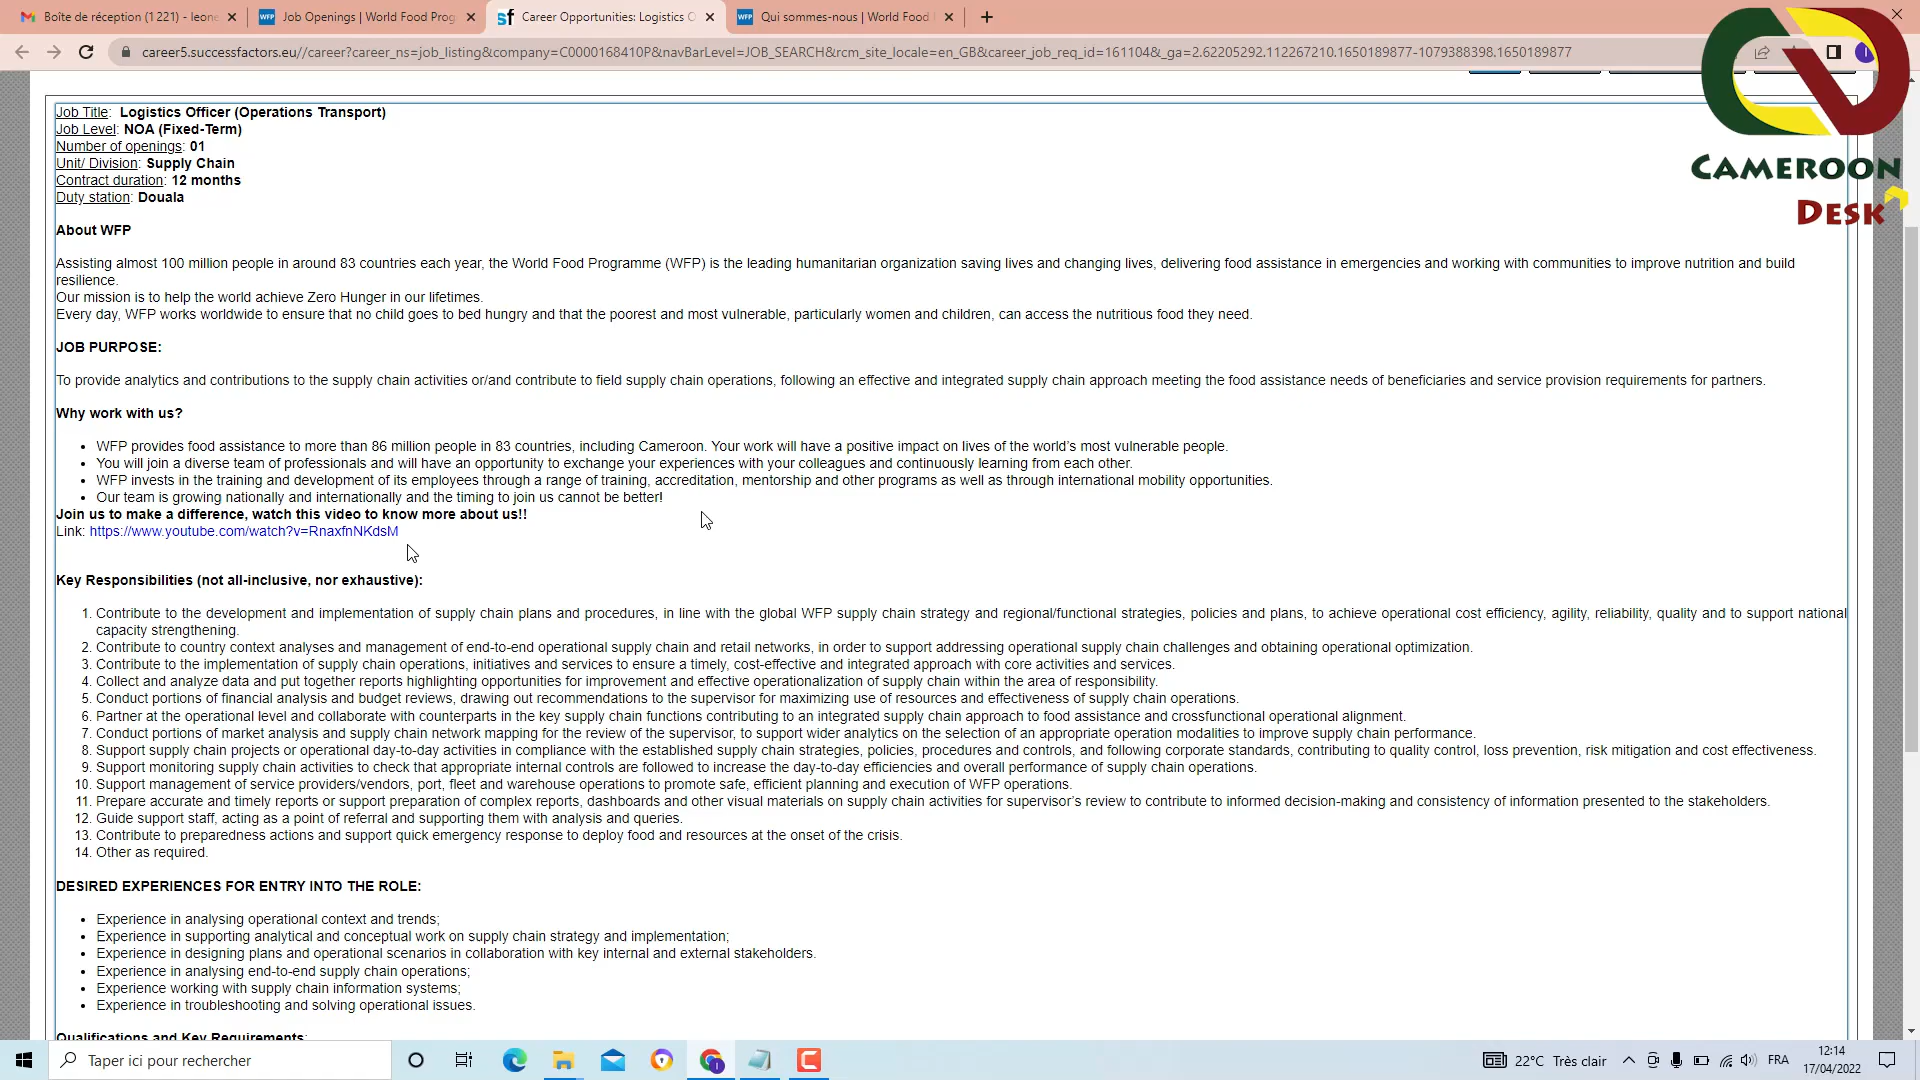 Boîte de réception (1 221) - leone
Job Openings | World Food Prog
Career Opportunities: Logistics O
Qui sommes-nous | World Food
career5.successfactors.eu//career?career_ns=job_listing&company=C0000168410P&navBarLevel=JOB_SEARCH&rcm_site_locale=en_GB&career_job_req_id=161104&_ga=2.62205292.112267210.1650189877-1079388398.1650189877
CAMEROON
DESK
Job Title: Logistics Officer (Operations Transport)
Job Level: NOA (Fixed-Term)
Number of openings: 01
Unit/ Division: Supply Chain
Contract duration: 12 months
Duty station: Douala
About WFP
Assisting almost 100 million people in around 83 countries each year, the World Food Programme (WFP) is the leading humanitarian organization saving lives and changing lives, delivering food assistance in emergencies and working with communities to improve nutrition and build
resilience.
Our mission is to help the world achieve Zero Hunger in our lifetimes.
Every day, WFP works worldwide to ensure that no child goes to bed hungry and that the poorest and most vulnerable, particularly women and children, can access the nutritious food they need.
JOB PURPOSE:
To provide analytics and contributions to the supply chain activities or/and contribute to field supply chain operations, following an effective and integrated supply chain approach meeting the food assistance needs of beneficiaries and service provision requirements for partners.
Why work with us?
• WFP provides food assistance to more than 86 million people in 83 countries, including Cameroon. Your work will have a positive impact on lives of the world's most vulnerable people.
• You will join a diverse team of professionals and will have an opportunity to exchange your experiences with your colleagues and continuously learning from each other.
• WFP invests in the training and development of its employees through a range of training, accreditation, mentorship and other programs as well as through international mobility opportunities.
• Our team is growing nationally and internationally and the timing to join us cannot be better!
Join us to make a difference, watch this video to know more about us!!
Link: https://www.youtube.com/watch?v=RnaxfnNKdsM
Key Responsibilities (not all-inclusive, nor exhaustive):
1. Contribute to the development and implementation of supply chain plans and procedures, in line with the global WFP supply chain strategy and regional/functional strategies, policies and plans, to achieve operational cost efficiency, agility, reliability, quality and to support national
capacity strengthening.
2. Contribute to country context analyses and management of end-to-end operational supply chain and retail networks, in order to support addressing operational supply chain challenges and obtaining operational optimization.
3. Contribute to the implementation of supply chain operations, initiatives and services to ensure a timely, cost-effective and integrated approach with core activities and services.
4. Collect and analyze data and put together reports highlighting opportunities for improvement and effective operationalization of supply chain within the area of responsibility.
5. Conduct portions of financial analysis and budget reviews, drawing out recommendations to the supervisor for maximizing use of resources and effectiveness of supply chain operations.
6. Partner at the operational level and collaborate with counterparts in the key supply chain functions contributing to an integrated supply chain approach to food assistance and crossfunctional operational alignment.
7. Conduct portions of market analysis and supply chain network mapping for the review of the supervisor, to support wider analytics on the selection of an appropriate operation modalities to improve supply chain performance.
8. Support supply chain projects or operational day-to-day activities in compliance with the established supply chain strategies, policies, procedures and controls, and following corporate standards, contributing to quality control, loss prevention, risk mitigation and cost effectiveness.
9. Support monitoring supply chain activities to check that appropriate internal controls are followed to increase the day-to-day efficiencies and overall performance of supply chain operations.
10. Support management of service providers/vendors, port, fleet and warehouse operations to promote safe, efficient planning and execution of WFP operations.
11. Prepare accurate and timely reports or support preparation of complex reports, dashboards and other visual materials on supply chain activities for supervisor's review to contribute to informed decision-making and consistency of information presented to the stakeholders.
12. Guide support staff, acting as a point of referral and supporting them with analysis and queries.
13. Contribute to preparedness actions and support quick emergency response to deploy food and resources at the onset of the crisis.
14. Other as required.
DESIRED EXPERIENCES FOR ENTRY INTO THE ROLE:
• Experience in analysing operational context and trends;
• Experience in supporting analytical and conceptual work on supply chain strategy and implementation;
• Experience in designing plans and operational scenarios in collaboration with key internal and external stakeholders.
• Experience in analysing end-to-end supply chain operations;
• Experience working with supply chain information systems;
• Experience in troubleshooting and solving operational issues.
Qualifications and Key Requirements:
Taper ici pour rechercher
22°C Très clair
FRA
12:14
17/04/2022